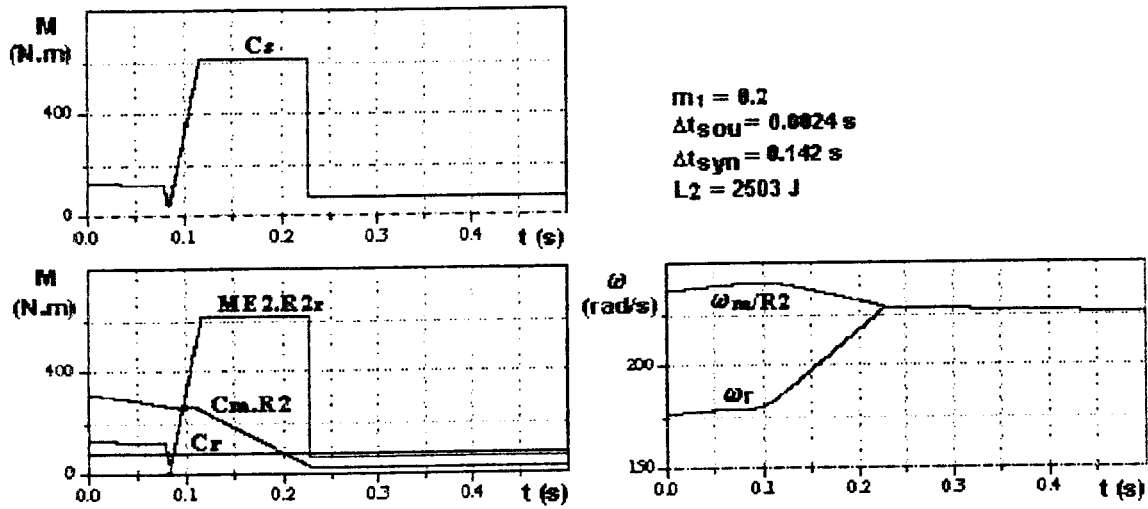 M
(N.m)
Cs
400
0
0.0 0.1 0.2 0.3 0.4 t (s)
m1 = 0.2
Δtsou = 0.0024 s
Δtsyn = 0.142 s
L2 = 2503 J
M
(N.m)
ME2.R2r
400
Cm.R2
Cr
0
0.0 0.1 0.2 0.3 0.4 t (s)
ω
(rad/s)
ωm/R2
200
ωr
150
0.0 0.1 0.2 0.3 0.4 t (s)